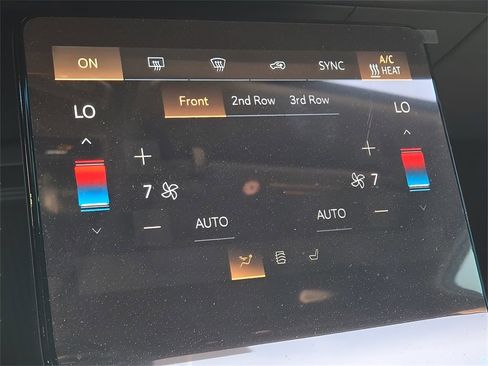 ON SYNC A/C HEAT
Front 2nd Row 3rd Row
LO LO
7 7
AUTO AUTO